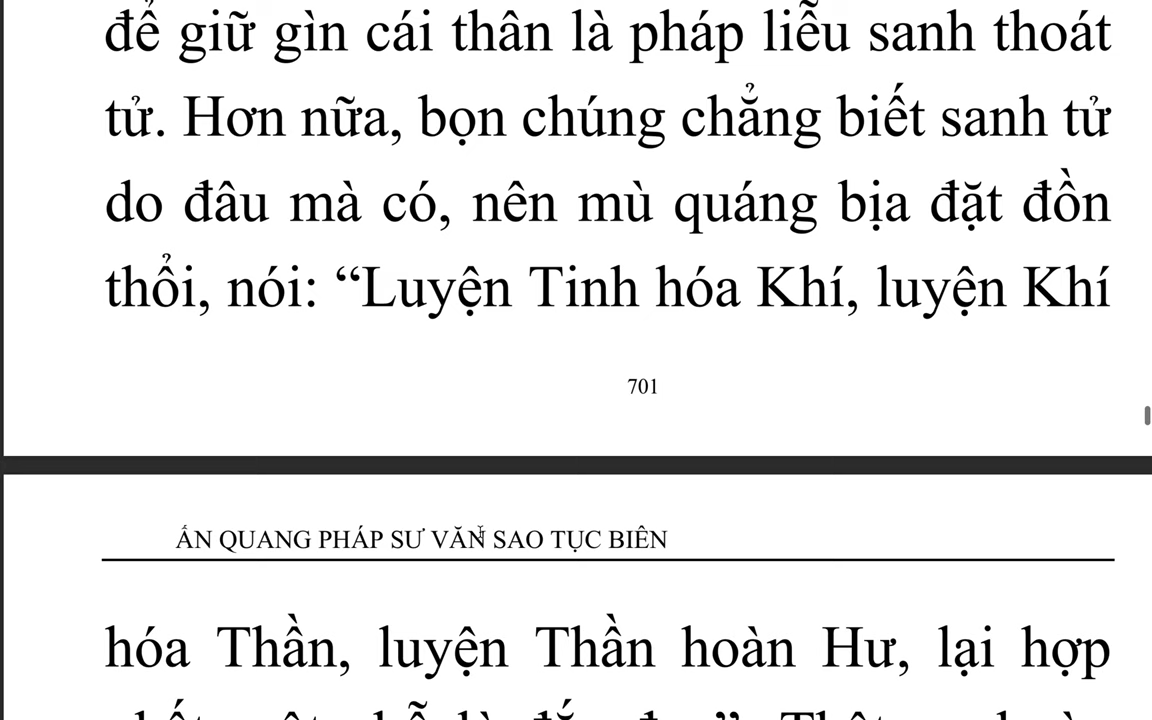 để giữ gìn cái thân là pháp liễu sanh thoát
tử. Hơn nữa, bọn chúng chẳng biết sanh tử
do đâu mà có, nên mù quáng bịa đặt đồn
thổi, nói: “Luyện Tinh hóa Khí, luyện Khí
701
ẤN QUANG PHÁP SƯ VĂN SAO TỤC BIÊN
hóa Thần, luyện Thần hoàn Hư, lại hợp